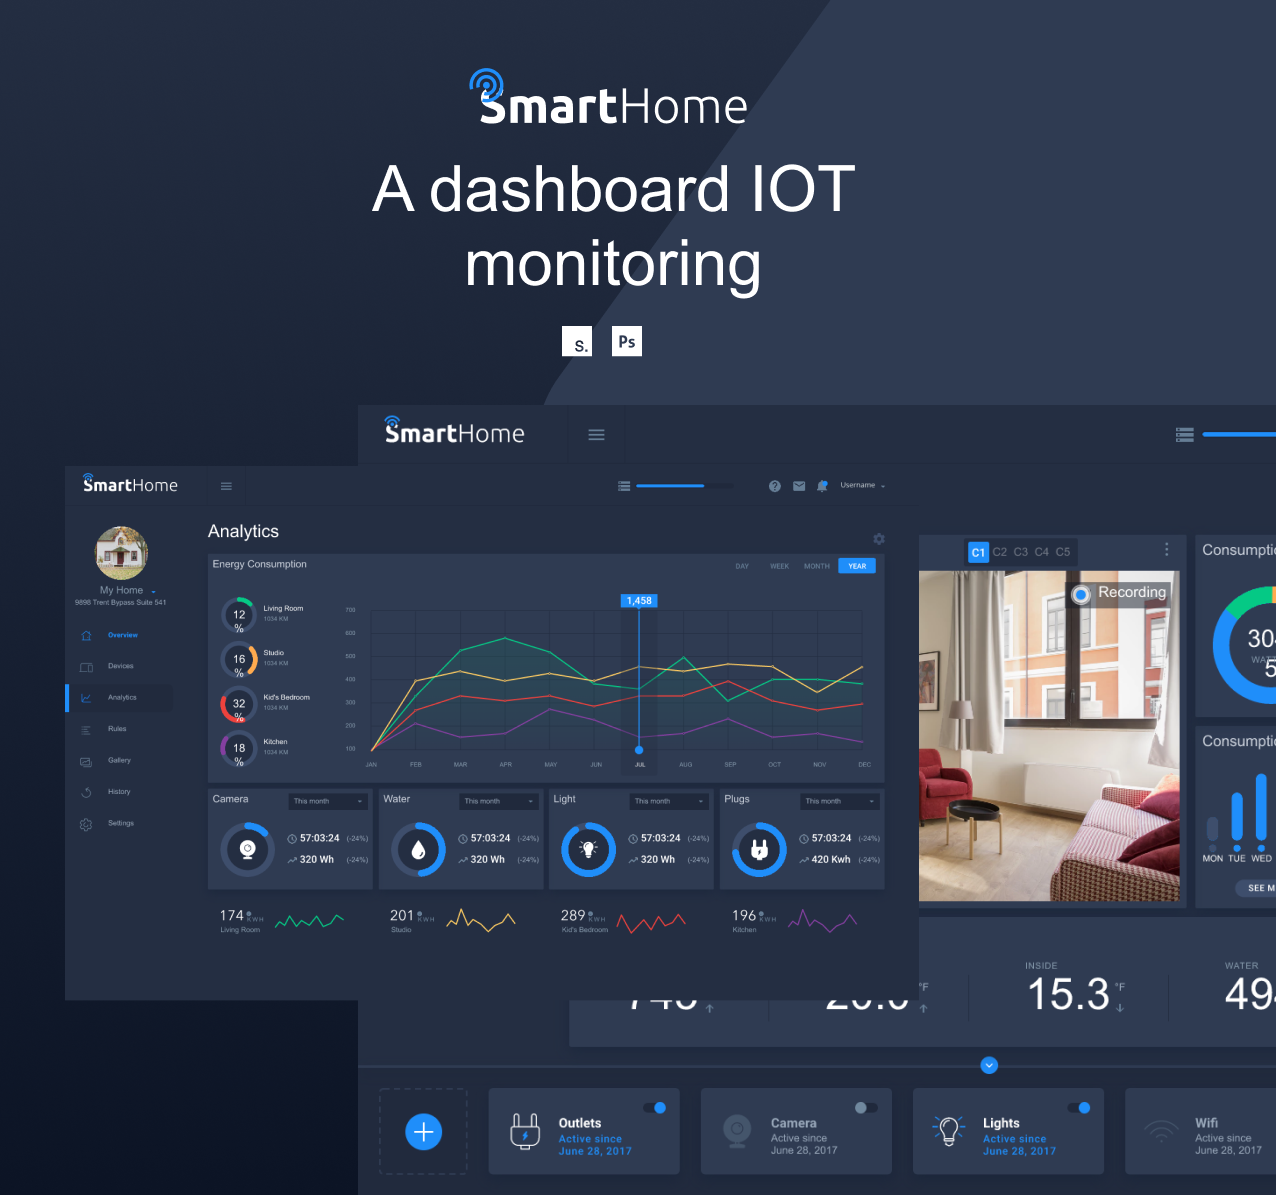 SmartHome
A dashboard IOT
monitoring
s.
Ps
SmartHome
SmartHome
Username
My Home
9898 Trent Bypass Suite 541
Overview
Devices
Analytics
Rules
Gallery
History
Settings
Analytics
Energy Consumption
DAY WEEK MONTH YEAR
12 %
Living Room
1034 KM
16 %
Studio
1034 KM
32 %
Kid's Bedroom
1034 KM
18 %
Kitchen
1034 KM
1,458
700
600
500
400
300
200
100
JAN FEB MAR APR MAY JUN JUL AUG SEP OCT NOV DEC
Camera
This month
57:03:24 (-24%)
320 Wh (-24%)
Water
This month
57:03:24 (-24%)
320 Wh (-24%)
Light
This month
57:03:24 (-24%)
320 Wh (-24%)
Plugs
This month
57:03:24 (-24%)
420 Kwh (-24%)
174 KWH
Living Room
201 KWH
Studio
289 KWH
Kid's Bedroom
196 KWH
Kitchen
C1 C2 C3 C4 C5
Recording
MON TUE WED
°F
INSIDE
15.3 °F
WATER
Outlets
Active since
June 28, 2017
Camera
Active since
June 28, 2017
Lights
Active since
June 28, 2017
Wifi
Active since
June 28, 2017